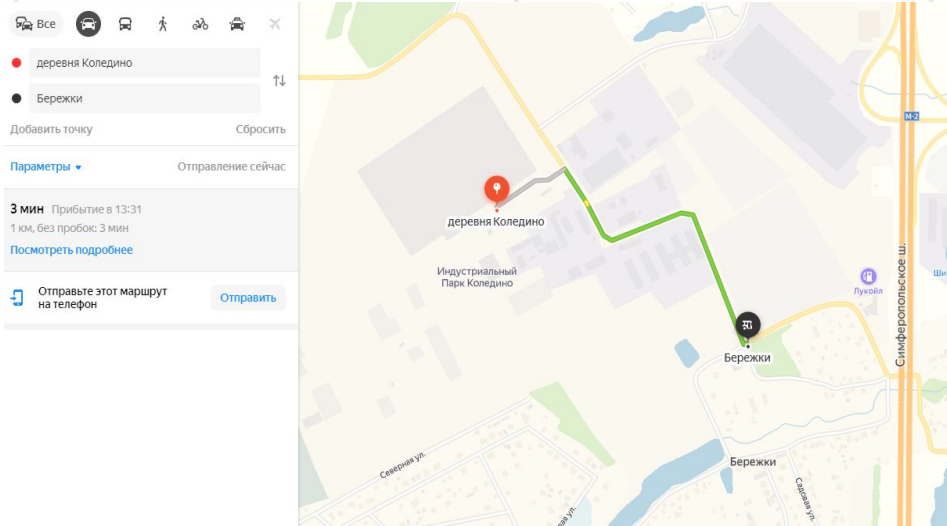 Все
деревня Коледино
Бережки
Добавить точку
Сбросить
Параметры
Отправление сейчас
3 мин Прибытие в 13:31
1 км, без пробок: 3 мин
Посмотреть подробнее
Отправьте этот маршрут
на телефон
Отправить
М-2
деревня Коледино
Индустриальный
Парк Коледино
Лукойл
Ши
Симферопольское ш.
Бережки
Северная ул.
Бережки
Садовая ул.
ул.